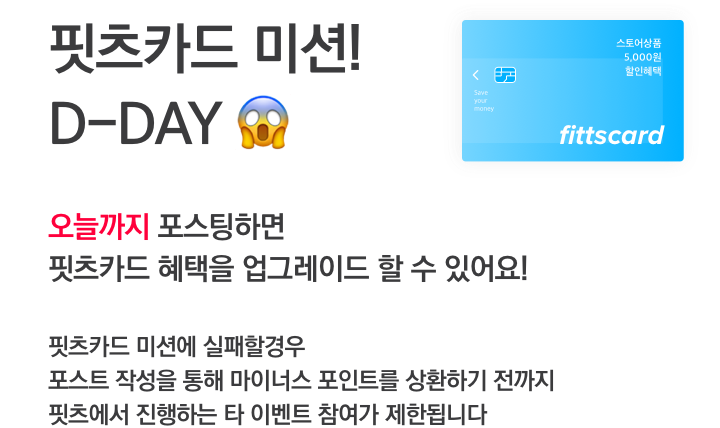 핏츠카드 미션!
D-DAY 😱
스토어상품
5,000원
할인혜택
Save
your
money
fittscard
오늘까지 포스팅하면
핏츠카드 혜택을 업그레이드 할 수 있어요!
핏츠카드 미션에 실패할경우
포스트 작성을 통해 마이너스 포인트를 상환하기 전까지
핏츠에서 진행하는 타 이벤트 참여가 제한됩니다